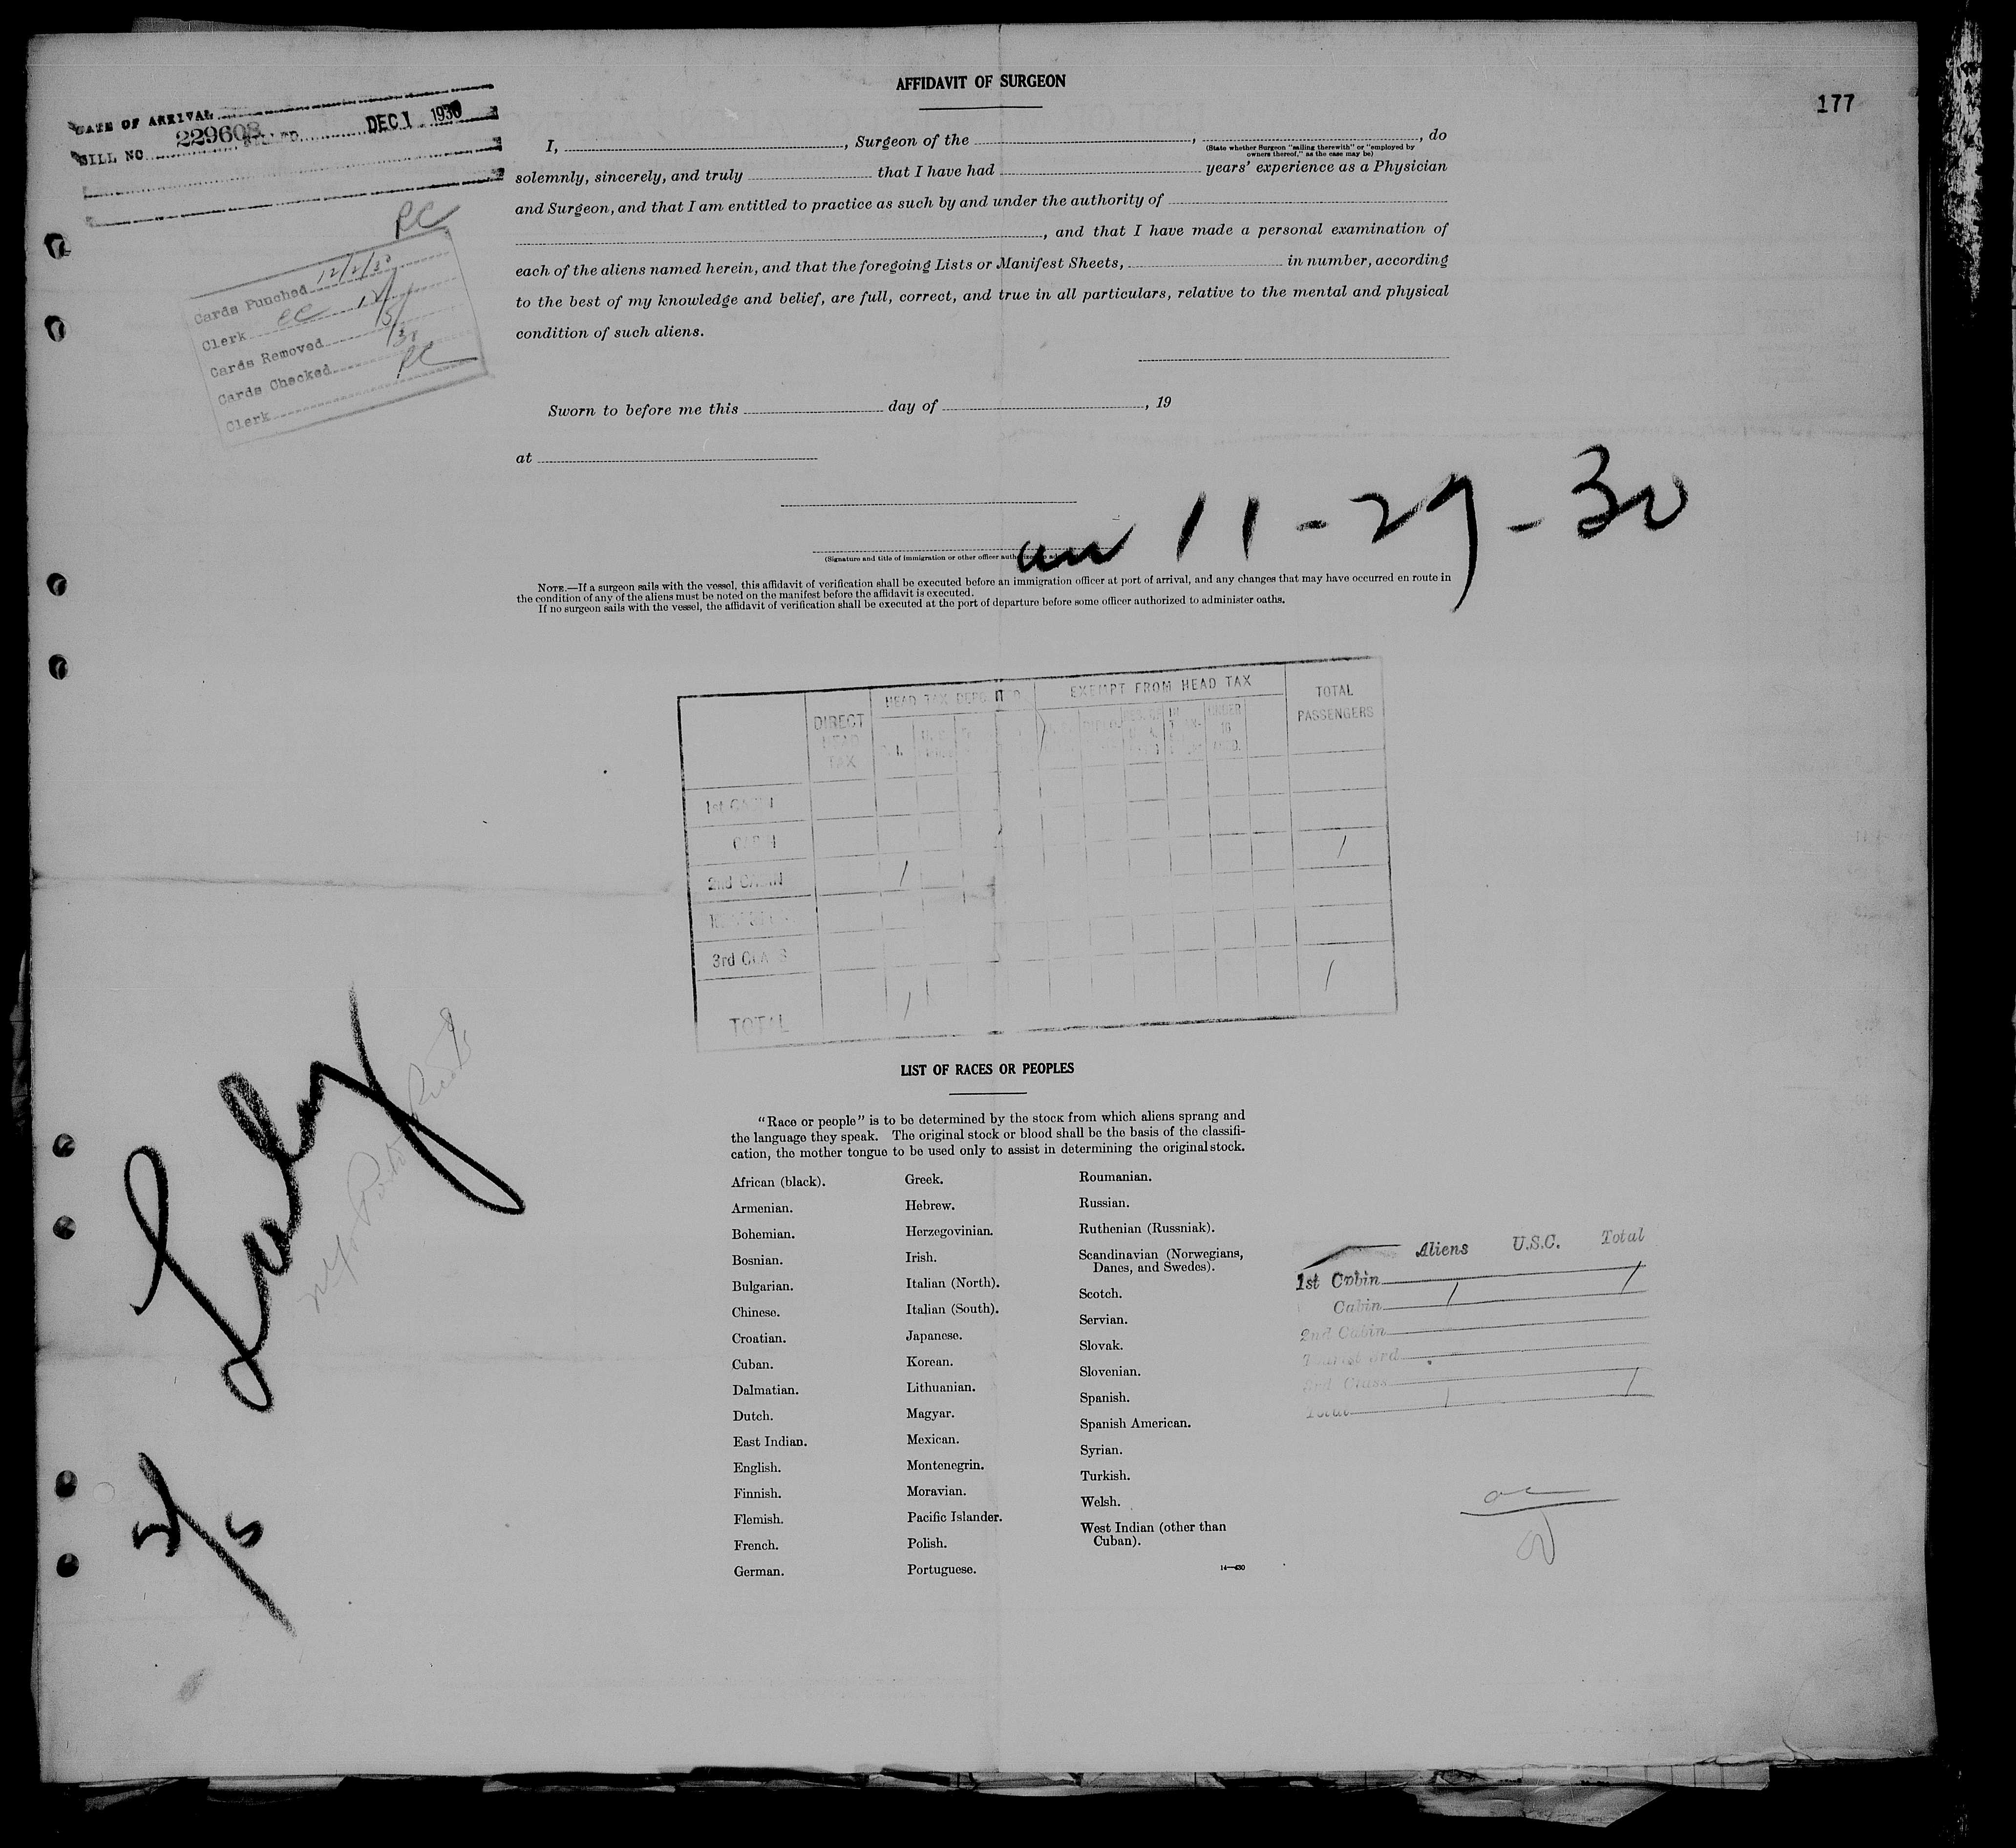 AFFIDAVIT OF SURGEON
177
DATE OF ARRIVAL
BILL NO. 229608 DEC 1 1930
I, , Surgeon of the , , do
(State whether Surgeon "sailing therewith" or "employed by
owners thereof," as the case may be)
solemnly, sincerely, and truly that I have had years' experience as a Physician
and Surgeon, and that I am entitled to practice as such by and under the authority of
, and that I have made a personal examination of
each of the aliens named herein, and that the foregoing Lists or Manifest Sheets, in number, according
to the best of my knowledge and belief, are full, correct, and true in all particulars, relative to the mental and physical
condition of such aliens.
Cards Punched
Clerk
Cards Removed
Cards Checked
Clerk
Sworn to before me this day of , 19
at
11-29-30
(Signature and title of immigration or other officer
NOTE.—If a surgeon sails with the vessel, this affidavit of verification shall be executed before an immigration officer at port of arrival, and any changes that may have occurred en route in
the condition of any of the aliens must be noted on the manifest before the affidavit is executed.
If no surgeon sails with the vessel, the affidavit of verification shall be executed at the port of departure before some officer authorized to administer oaths.
EXEMPT FROM HEAD TAX
TOTAL
PASSENGERS
DIRECT
HEAD
TAX
UNDER
16
1st CABIN
CABIN 1
2nd CABIN 1
3rd CLASS
TOTAL 1 1
LIST OF RACES OR PEOPLES
"Race or people" is to be determined by the stock from which aliens sprang and
the language they speak. The original stock or blood shall be the basis of the classifi-
cation, the mother tongue to be used only to assist in determining the original stock.
African (black).
Armenian.
Bohemian.
Bosnian.
Bulgarian.
Chinese.
Croatian.
Cuban.
Dalmatian.
Dutch.
East Indian.
English.
Finnish.
Flemish.
French.
German.
Greek.
Hebrew.
Herzegovinian.
Irish.
Italian (North).
Italian (South).
Japanese.
Korean.
Lithuanian.
Magyar.
Mexican.
Montenegrin.
Moravian.
Pacific Islander.
Polish.
Portuguese.
Roumanian.
Russian.
Ruthenian (Russniak).
Scandinavian (Norwegians,
Danes, and Swedes).
Scotch.
Servian.
Slovak.
Slovenian.
Spanish.
Spanish American.
Syrian.
Turkish.
Welsh.
West Indian (other than
Cuban).
14—430
Aliens U.S.C. Total
1st Cabin
Cabin 1 1
2nd Cabin
Tourist 3rd
3rd Class
Total 1 1